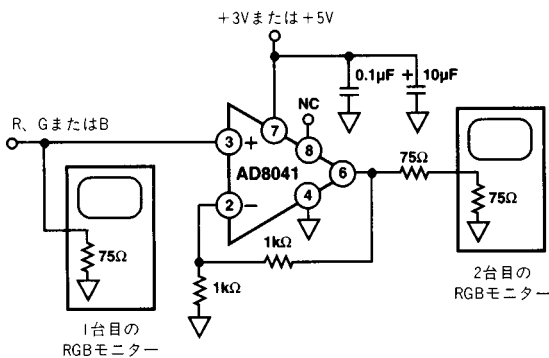 +3Vまたは+5V
0.1µF
+
10µF
NC
R、GまたはB
3
+
7
8
AD8041
6
75Ω
2
−
4
75Ω
1kΩ
75Ω
1kΩ
1台目の
RGBモニター
2台目の
RGBモニター